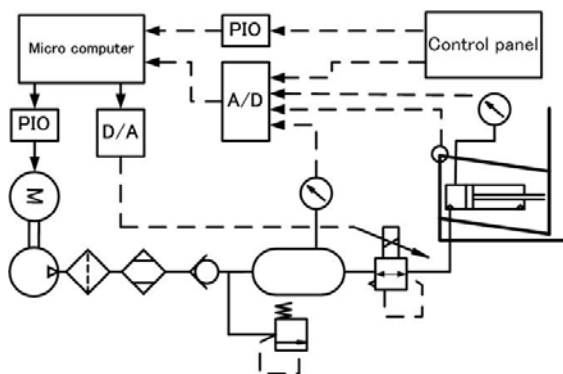 PIO
Micro computer
Control panel
A/D
PIO
D/A
M